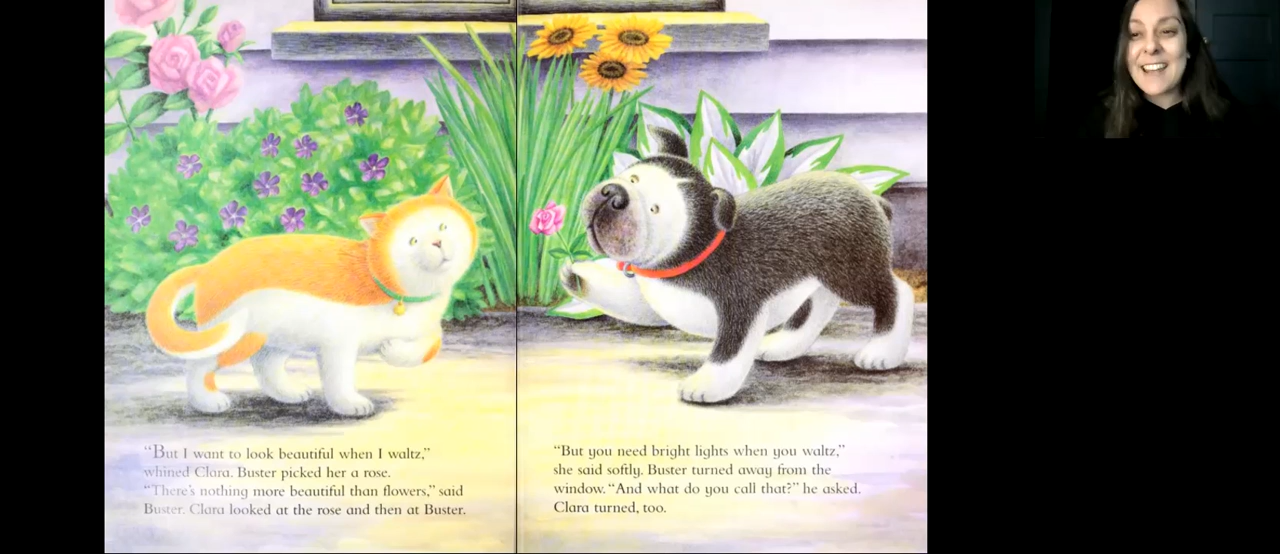 “But I want to look beautiful when I waltz,”
whined Clara. Buster picked her a rose.
“There’s nothing more beautiful than flowers,” said
Buster. Clara looked at the rose and then at Buster.
“But you need bright lights when you waltz,”
she said softly. Buster turned away from the
window. “And what do you call that?” he asked.
Clara turned, too.